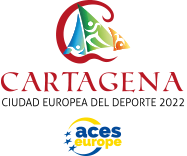 CARTAGENA
CIUDAD EUROPEA DEL DEPORTE 2022
aces
europe